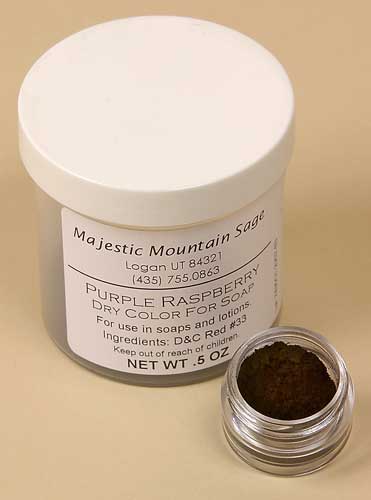 Majestic Mountain Sage
Logan UT 84321
(435) 755.0863
Purple Raspberry
Dry Color For Soap
For use in soaps and lotions.
Ingredients: D&C Red #33
Keep out of reach of children.
NET WT .5 OZ